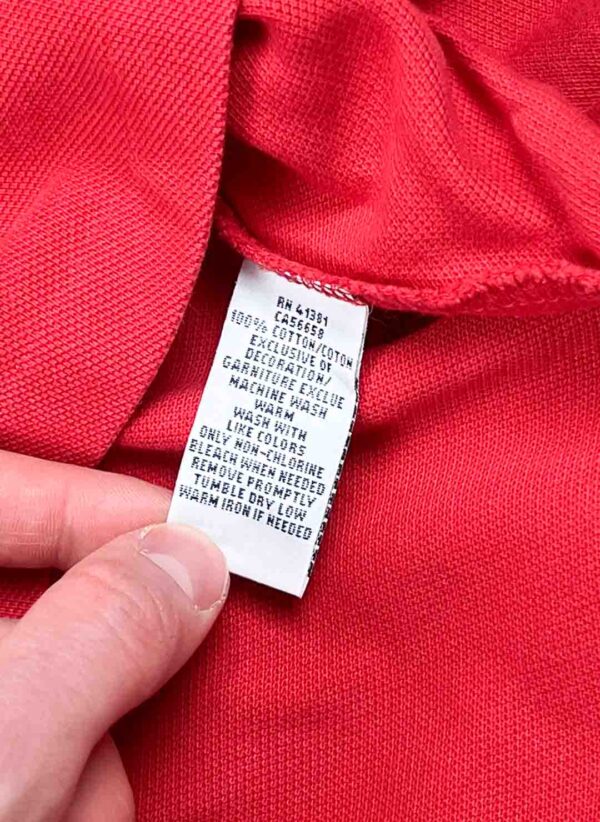 RN 41381
CA56658
100% COTTON/COTON
EXCLUSIVE OF
DECORATION/
GARNITURE EXCLUE
MACHINE WASH
WARM
WASH WITH
LIKE COLORS
ONLY NON-CHLORINE
BLEACH WHEN NEEDED
REMOVE PROMPTLY
TUMBLE DRY LOW
WARM IRON IF NEEDED